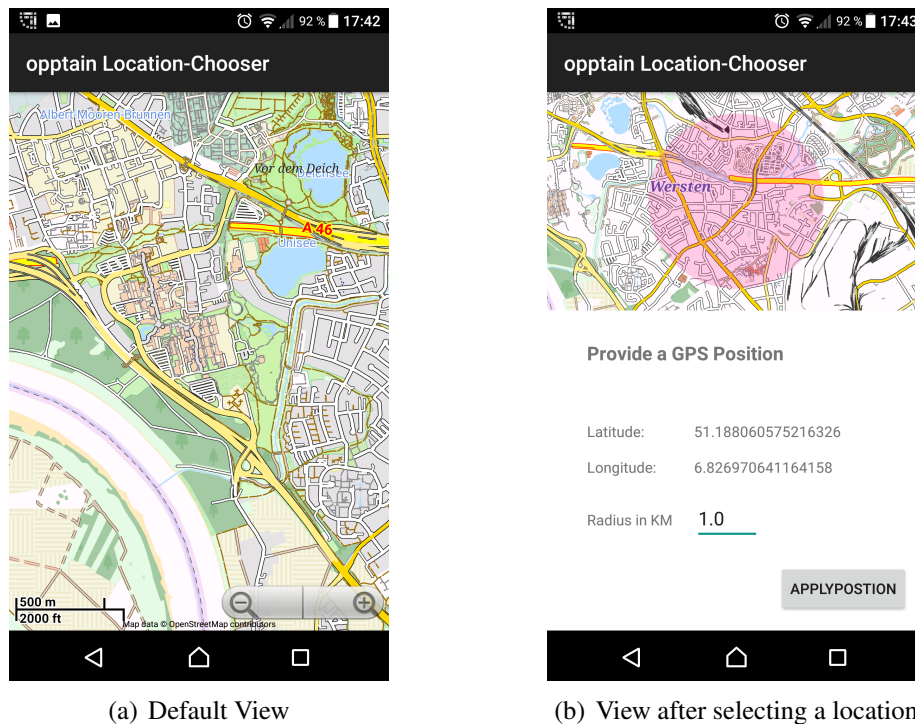 92 % 17:42
opptain Location-Chooser
Albert-Mooren-Brunnen
Vor dem Deich
A 46
Unisee
500 m
2000 ft
Map data © OpenStreetMap contributors
(a) Default View
92 % 17:43
opptain Location-Chooser
Wersten
Provide a GPS Position
Latitude: 51.188060575216326
Longitude: 6.826970641164158
Radius in KM 1.0
APPLYPOSTION
(b) View after selecting a location